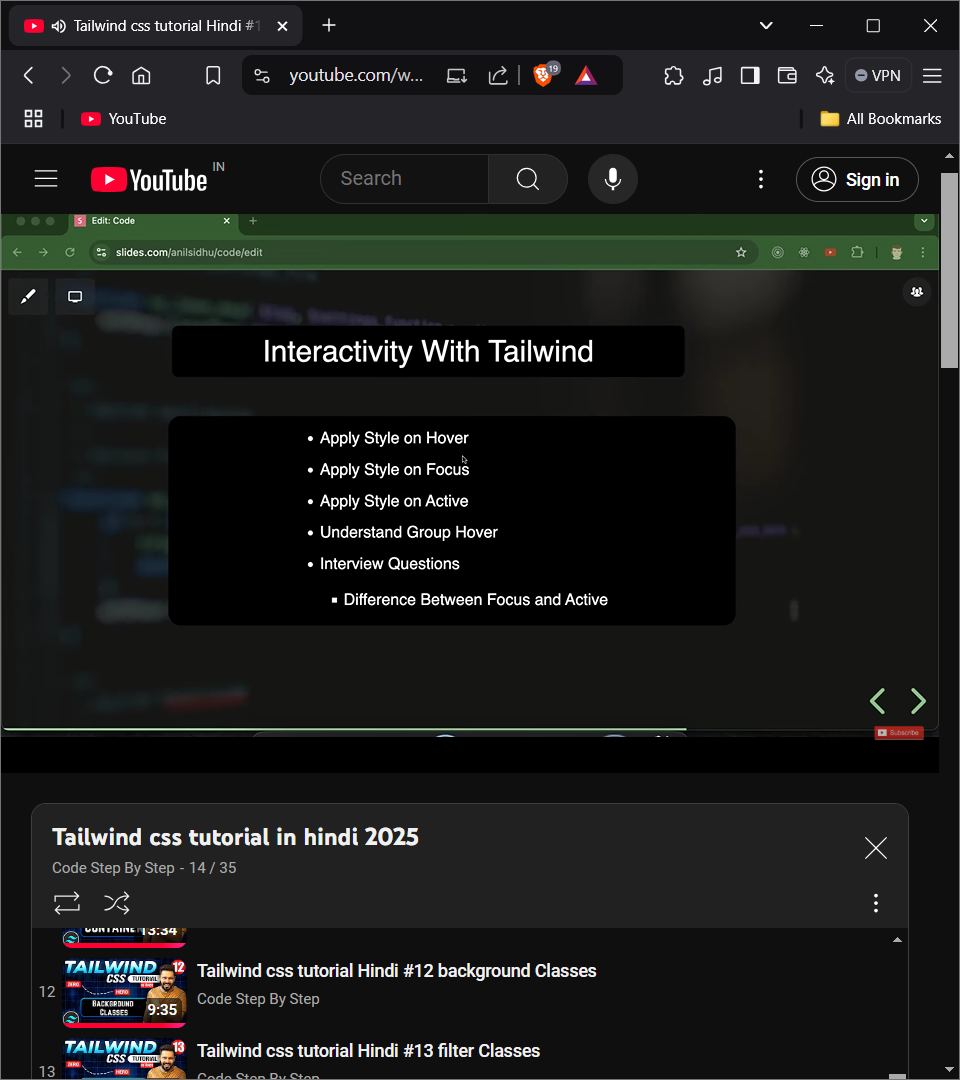 Tailwind css tutorial Hindi #1
youtube.com/w...
19
VPN
YouTube
All Bookmarks
YouTube IN
Search
Sign in
Edit: Code
slides.com/anilsidhu/code/edit
Interactivity With Tailwind
Apply Style on Hover
Apply Style on Focus
Apply Style on Active
Understand Group Hover
Interview Questions
Difference Between Focus and Active
Subscribe
Tailwind css tutorial in hindi 2025
Code Step By Step - 14 / 35
13:34
12
TAILWIND 12
CSS TUTORIAL
ZERO
HERO
BACKGROUND
CLASSES
9:35
Tailwind css tutorial Hindi #12 background Classes
Code Step By Step
13
TAILWIND 13
CSS TUTORIAL
Tailwind css tutorial Hindi #13 filter Classes
Code Step By Step